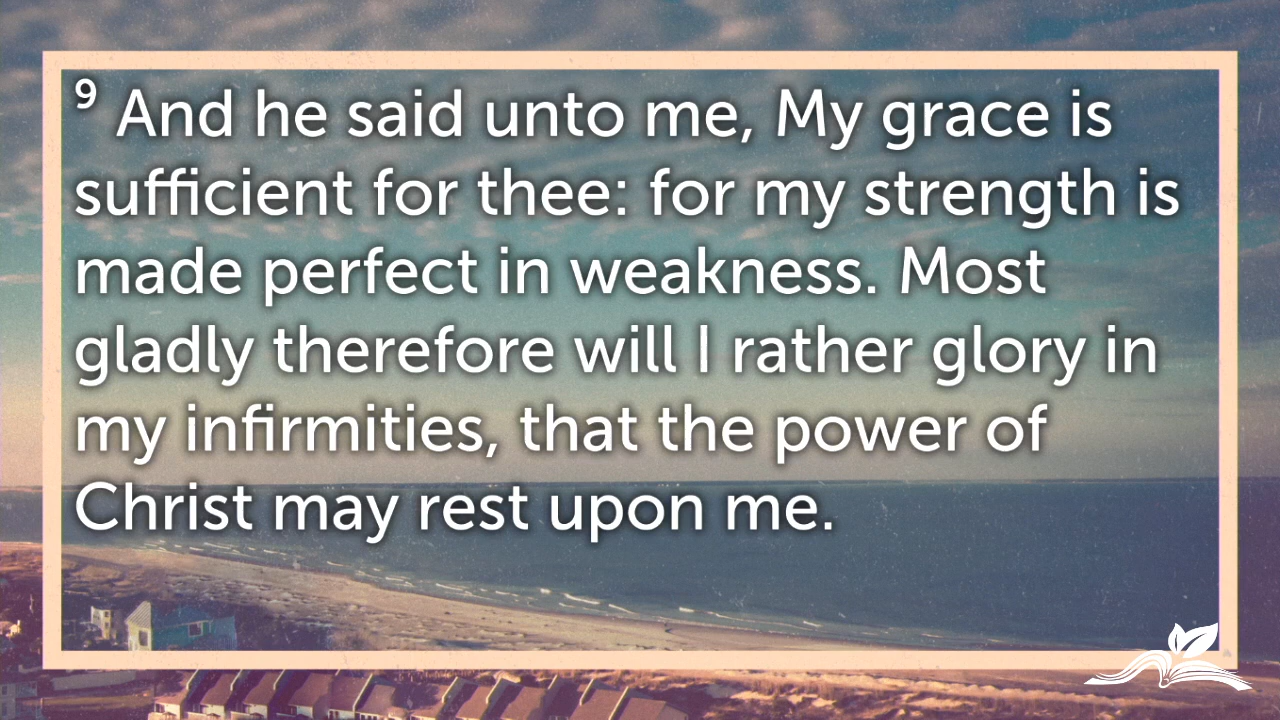 9 And he said unto me, My grace is
sufficient for thee: for my strength is
made perfect in weakness. Most
gladly therefore will I rather glory in
my infirmities, that the power of
Christ may rest upon me.